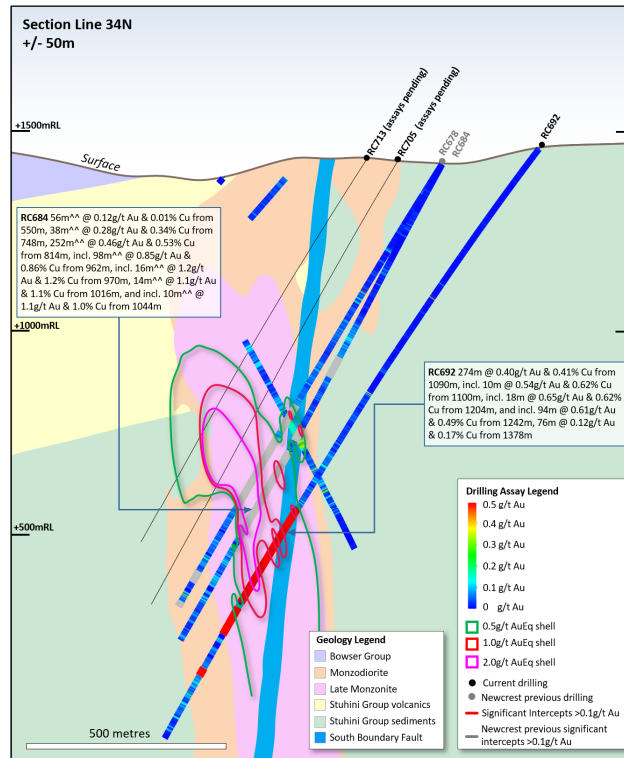 Section Line 34N
+/- 50m
RC713 (assays pending)
RC705 (assays pending)
RC678
RC684
RC692
+1500mRL
Surface
RC684 56m^^ @ 0.12g/t Au & 0.01% Cu from
550m, 38m^^ @ 0.28g/t Au & 0.34% Cu from
748m, 252m^^ @ 0.46g/t Au & 0.53% Cu
from 814m, incl. 98m^^ @ 0.85g/t Au &
0.86% Cu from 962m, incl. 16m^^ @ 1.2g/t
Au & 1.2% Cu from 970m, 14m^^ @ 1.1g/t
Au & 1.1% Cu from 1016m, and incl. 10m^^ @
1.1g/t Au & 1.0% Cu from 1044m
+1000mRL
RC692 274m @ 0.40g/t Au & 0.41% Cu from
1090m, incl. 10m @ 0.54g/t Au & 0.62% Cu
from 1100m, incl. 18m @ 0.65g/t Au & 0.62%
Cu from 1204m, and incl. 94m @ 0.61g/t Au
& 0.49% Cu from 1242m, 76m @ 0.12g/t Au
& 0.17% Cu from 1378m
+500mRL
Drilling Assay Legend
0.5 g/t Au
0.4 g/t Au
0.3 g/t Au
0.2 g/t Au
0.1 g/t Au
0 g/t Au
0.5g/t AuEq shell
1.0g/t AuEq shell
2.0g/t AuEq shell
Current drilling
Newcrest previous drilling
Significant Intercepts >0.1g/t Au
Newcrest previous significant
intercepts >0.1g/t Au
Geology Legend
Bowser Group
Monzodiorite
Late Monzonite
Stuhini Group volcanics
Stuhini Group sediments
South Boundary Fault
500 metres